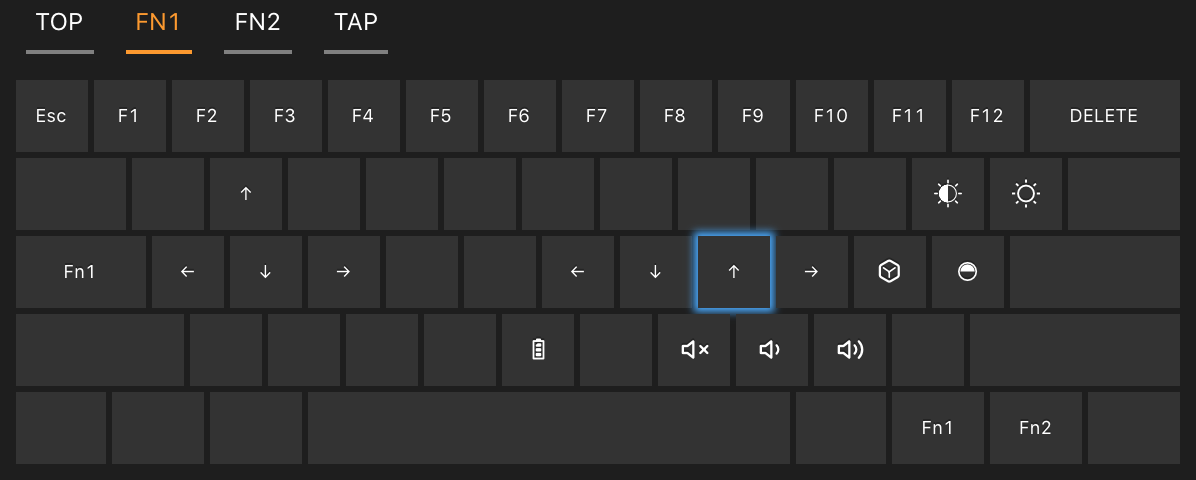 TOP FN1 FN2 TAP
Esc F1 F2 F3 F4 F5 F6 F7 F8 F9 F10 F11 F12 DELETE
↑
Fn1 ← ↓ → ← ↓ ↑ →
Fn1 Fn2